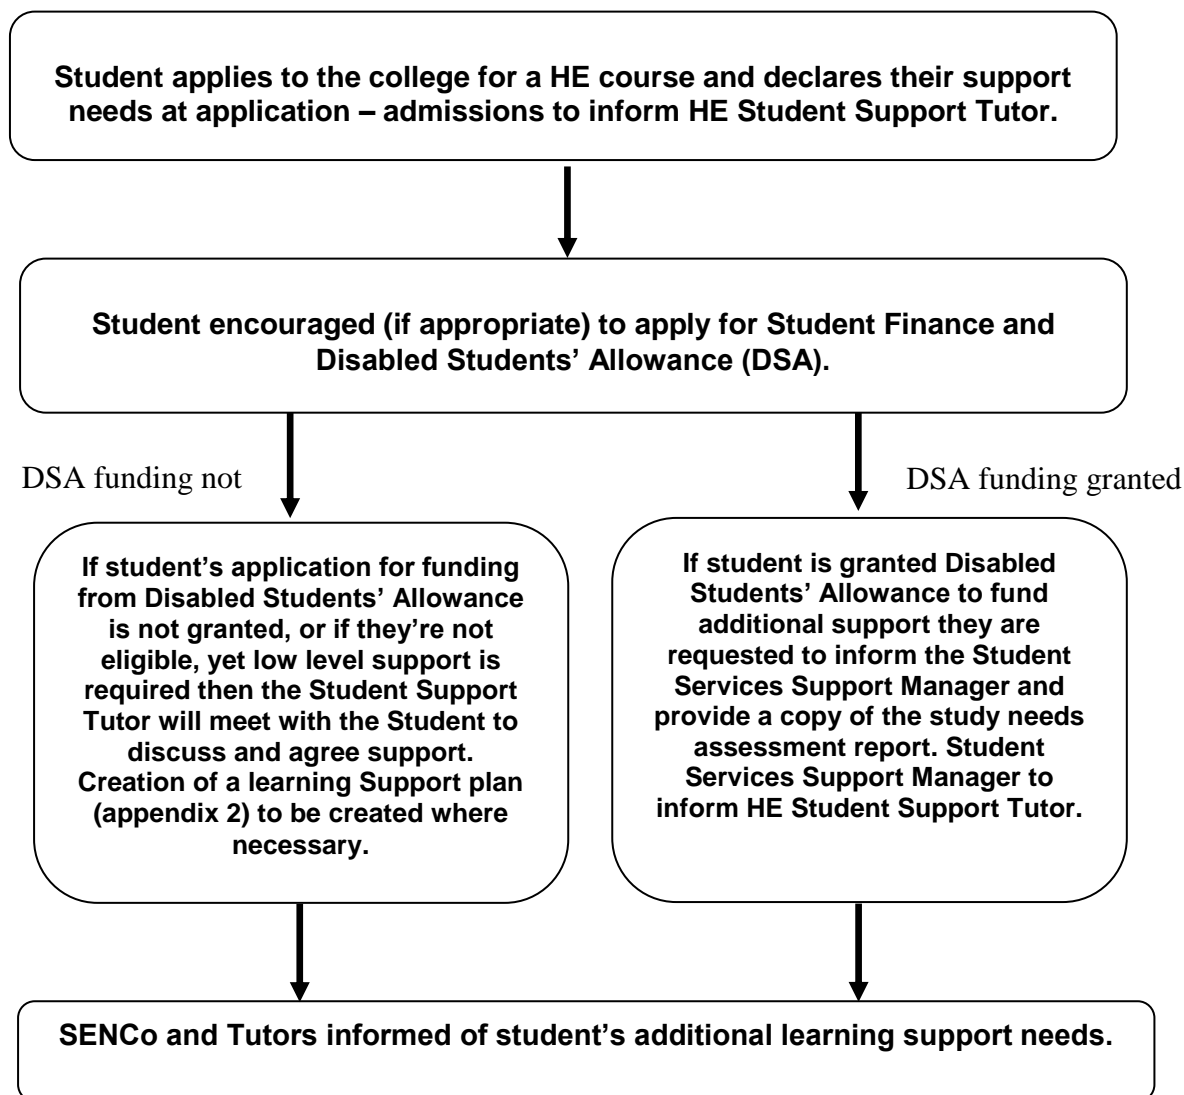 Student applies to the college for a HE course and declares their support
needs at application – admissions to inform HE Student Support Tutor.
Student encouraged (if appropriate) to apply for Student Finance and
Disabled Students’ Allowance (DSA).
DSA funding not
DSA funding granted
If student’s application for funding
from Disabled Students’ Allowance
is not granted, or if they’re not
eligible, yet low level support is
required then the Student Support
Tutor will meet with the Student to
discuss and agree support.
Creation of a learning Support plan
(appendix 2) to be created where
necessary.
If student is granted Disabled
Students’ Allowance to fund
additional support they are
requested to inform the Student
Services Support Manager and
provide a copy of the study needs
assessment report. Student
Services Support Manager to
inform HE Student Support Tutor.
SENCo and Tutors informed of student’s additional learning support needs.